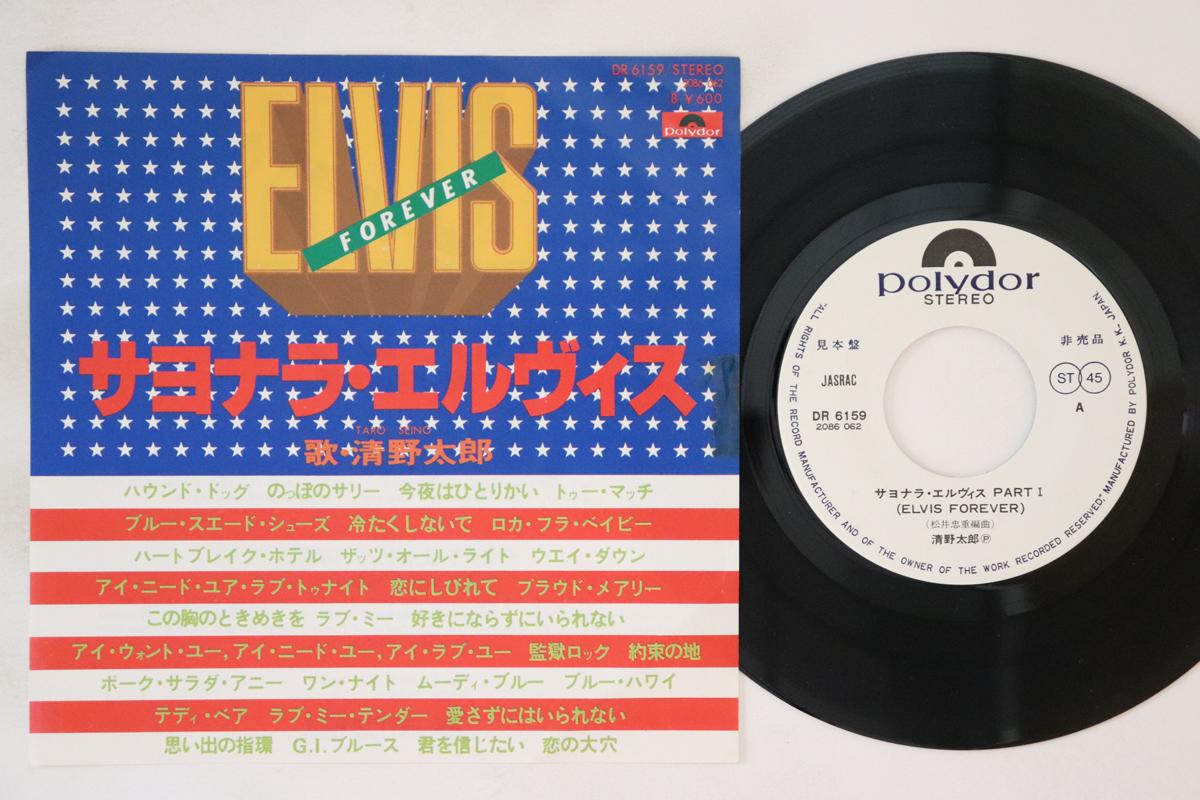 DR 6159 STEREO
2086 062
B ¥600
polydor
ELVIS
FOREVER
サヨナラ・エルヴィス
TARO SEINO
歌・清野太郎
ハウンド・ドッグ のっぽのサリー 今夜はひとりかい トゥー・マッチ
ブルー・スエード・シューズ 冷たくしないで ロカ・フラ・ベイビー
ハートブレイク・ホテル ザッツ・オール・ライト ウエイ・ダウン
アイ・ニード・ユア・ラブ・トゥナイト 恋にしびれて プラウド・メアリー
この胸のときめきを ラブ・ミー 好きにならずにいられない
アイ・ウォント・ユー, アイ・ニード・ユー, アイ・ラブ・ユー 監獄ロック 約束の地
ポーク・サラダ・アニー ワン・ナイト ムーディ・ブルー ブルー・ハワイ
テディ・ベア ラブ・ミー・テンダー 愛さずにはいられない
思い出の指環 G.I.ブルース 君を信じたい 恋の大穴
polydor
STEREO
見本盤
非売品
JASRAC
ST 45
A
DR 6159
2086 062
サヨナラ・エルヴィス PART I
(ELVIS FOREVER)
(松井忠重編曲)
清野太郎Ⓟ
"ALL RIGHTS OF THE RECORD MANUFACTURER AND OF THE OWNER OF THE WORK RECORDED RESERVED," MANUFACTURED BY POLYDOR K.K., JAPAN.